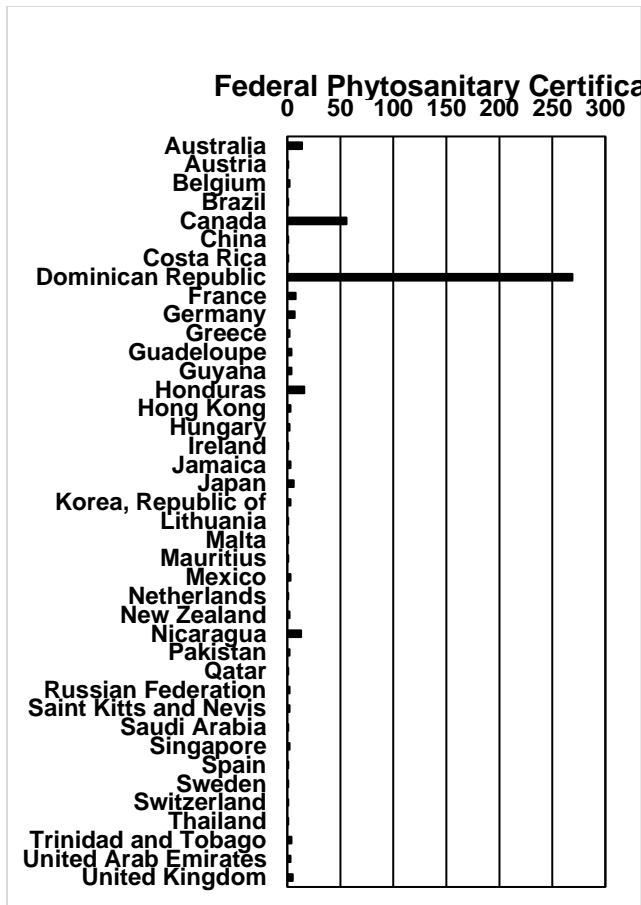 Federal Phytosanitary Certifica
0 50 100 150 200 250 300
Australia
Austria
Belgium
Brazil
Canada
China
Costa Rica
Dominican Republic
France
Germany
Greece
Guadeloupe
Guyana
Honduras
Hong Kong
Hungary
Ireland
Jamaica
Japan
Korea, Republic of
Lithuania
Malta
Mauritius
Mexico
Netherlands
New Zealand
Nicaragua
Pakistan
Qatar
Russian Federation
Saint Kitts and Nevis
Saudi Arabia
Singapore
Spain
Sweden
Switzerland
Thailand
Trinidad and Tobago
United Arab Emirates
United Kingdom